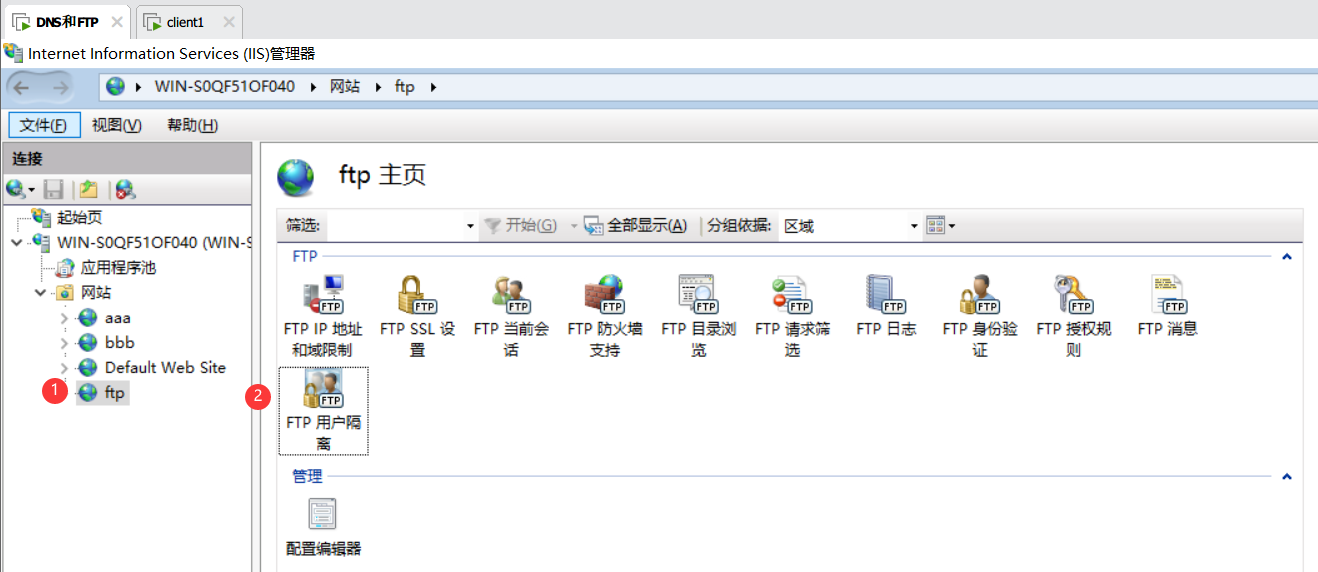 DNS和FTP
client1
Internet Information Services (IIS)管理器
WIN-S0QF51OF040
网站
ftp
文件(F)
视图(V)
帮助(H)
连接
起始页
WIN-S0QF51OF040 (WIN-S
应用程序池
网站
aaa
bbb
Default Web Site
1
ftp
ftp 主页
筛选:
开始(G)
全部显示(A)
分组依据:
区域
FTP
FTP IP 地址
和域限制
FTP SSL 设
置
FTP 当前会
话
FTP 防火墙
支持
FTP 目录浏
览
FTP 请求筛
选
FTP 日志
FTP 身份验
证
FTP 授权规
则
FTP 消息
2
FTP 用户隔
离
管理
配置编辑器